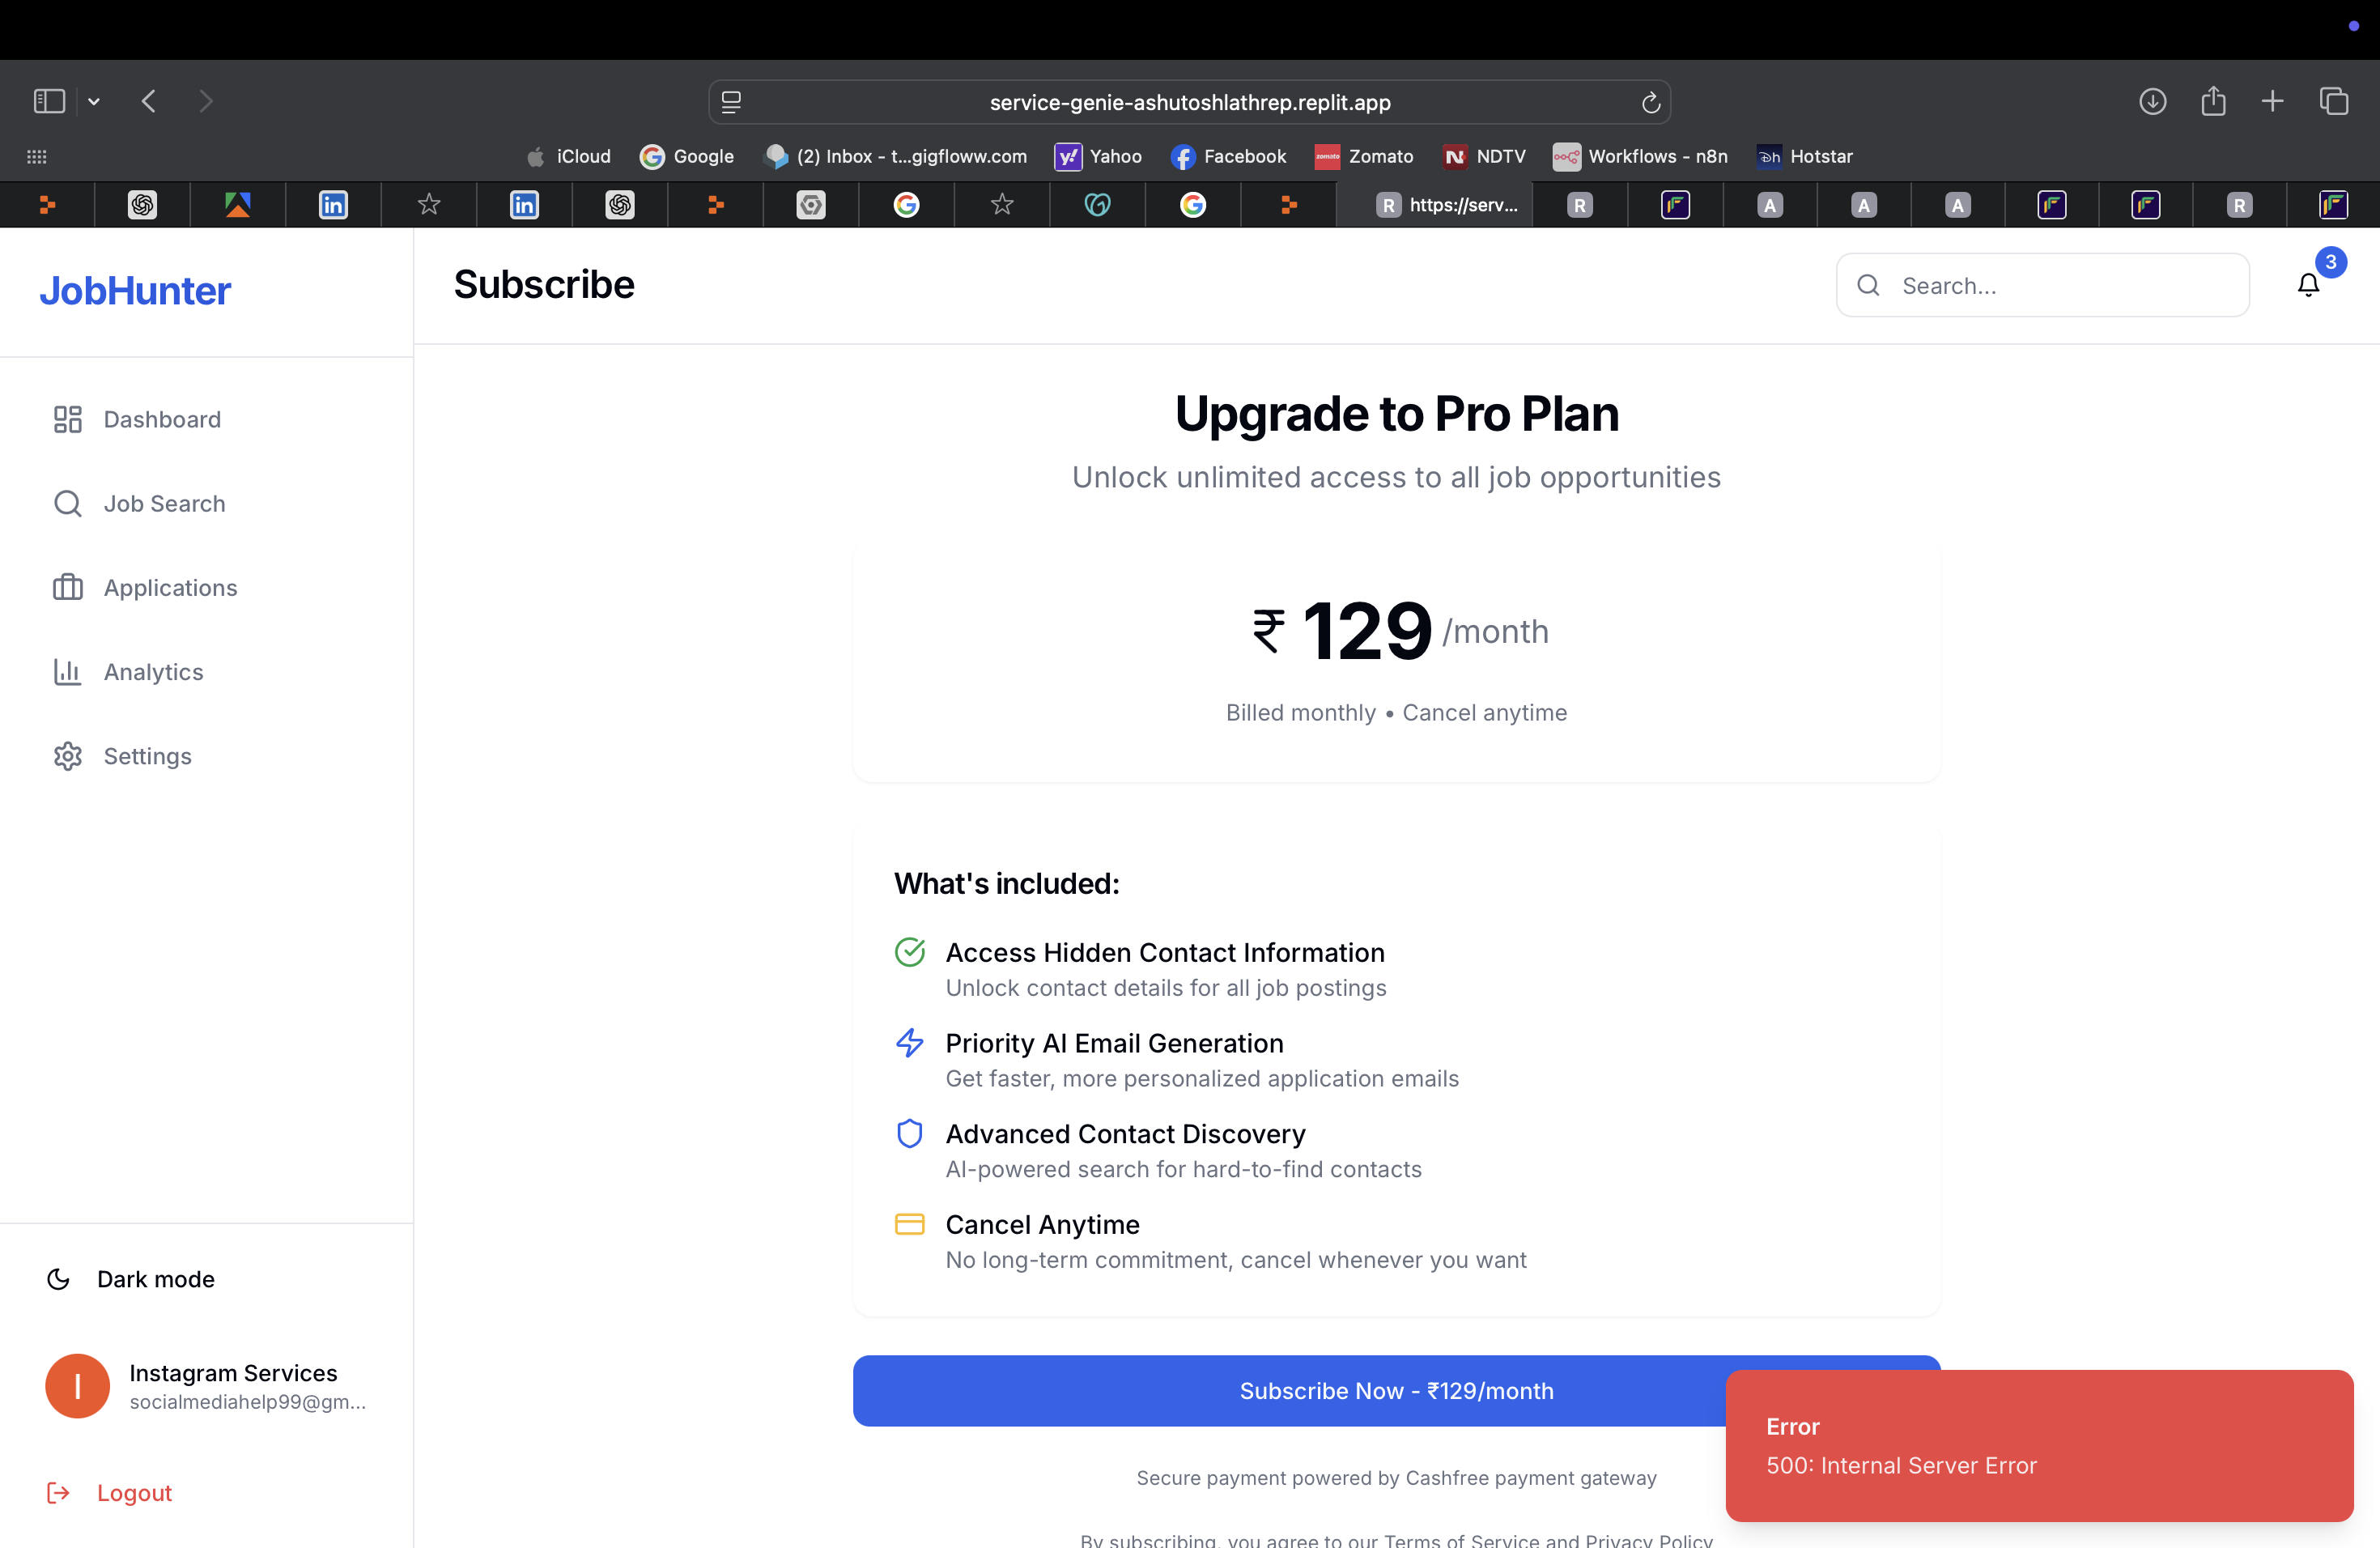 service-genie-ashutoshlathrep.replit.app
iCloud
Google
(2) Inbox - t...gigfloww.com
Yahoo
Facebook
zomato
Zomato
NDTV
Workflows - n8n
Hotstar
R
https://serv...
R
A
A
A
R
JobHunter
Subscribe
Search...
3
Dashboard
Job Search
Applications
Analytics
Settings
Upgrade to Pro Plan
Unlock unlimited access to all job opportunities
₹ 129 /month
Billed monthly • Cancel anytime
What's included:
Access Hidden Contact Information
Unlock contact details for all job postings
Priority AI Email Generation
Get faster, more personalized application emails
Advanced Contact Discovery
AI-powered search for hard-to-find contacts
Cancel Anytime
No long-term commitment, cancel whenever you want
Dark mode
I
Instagram Services
socialmediahelp99@gm...
Logout
Subscribe Now - ₹129/month
Secure payment powered by Cashfree payment gateway
By subscribing, you agree to our Terms of Service and Privacy Policy
Error
500: Internal Server Error